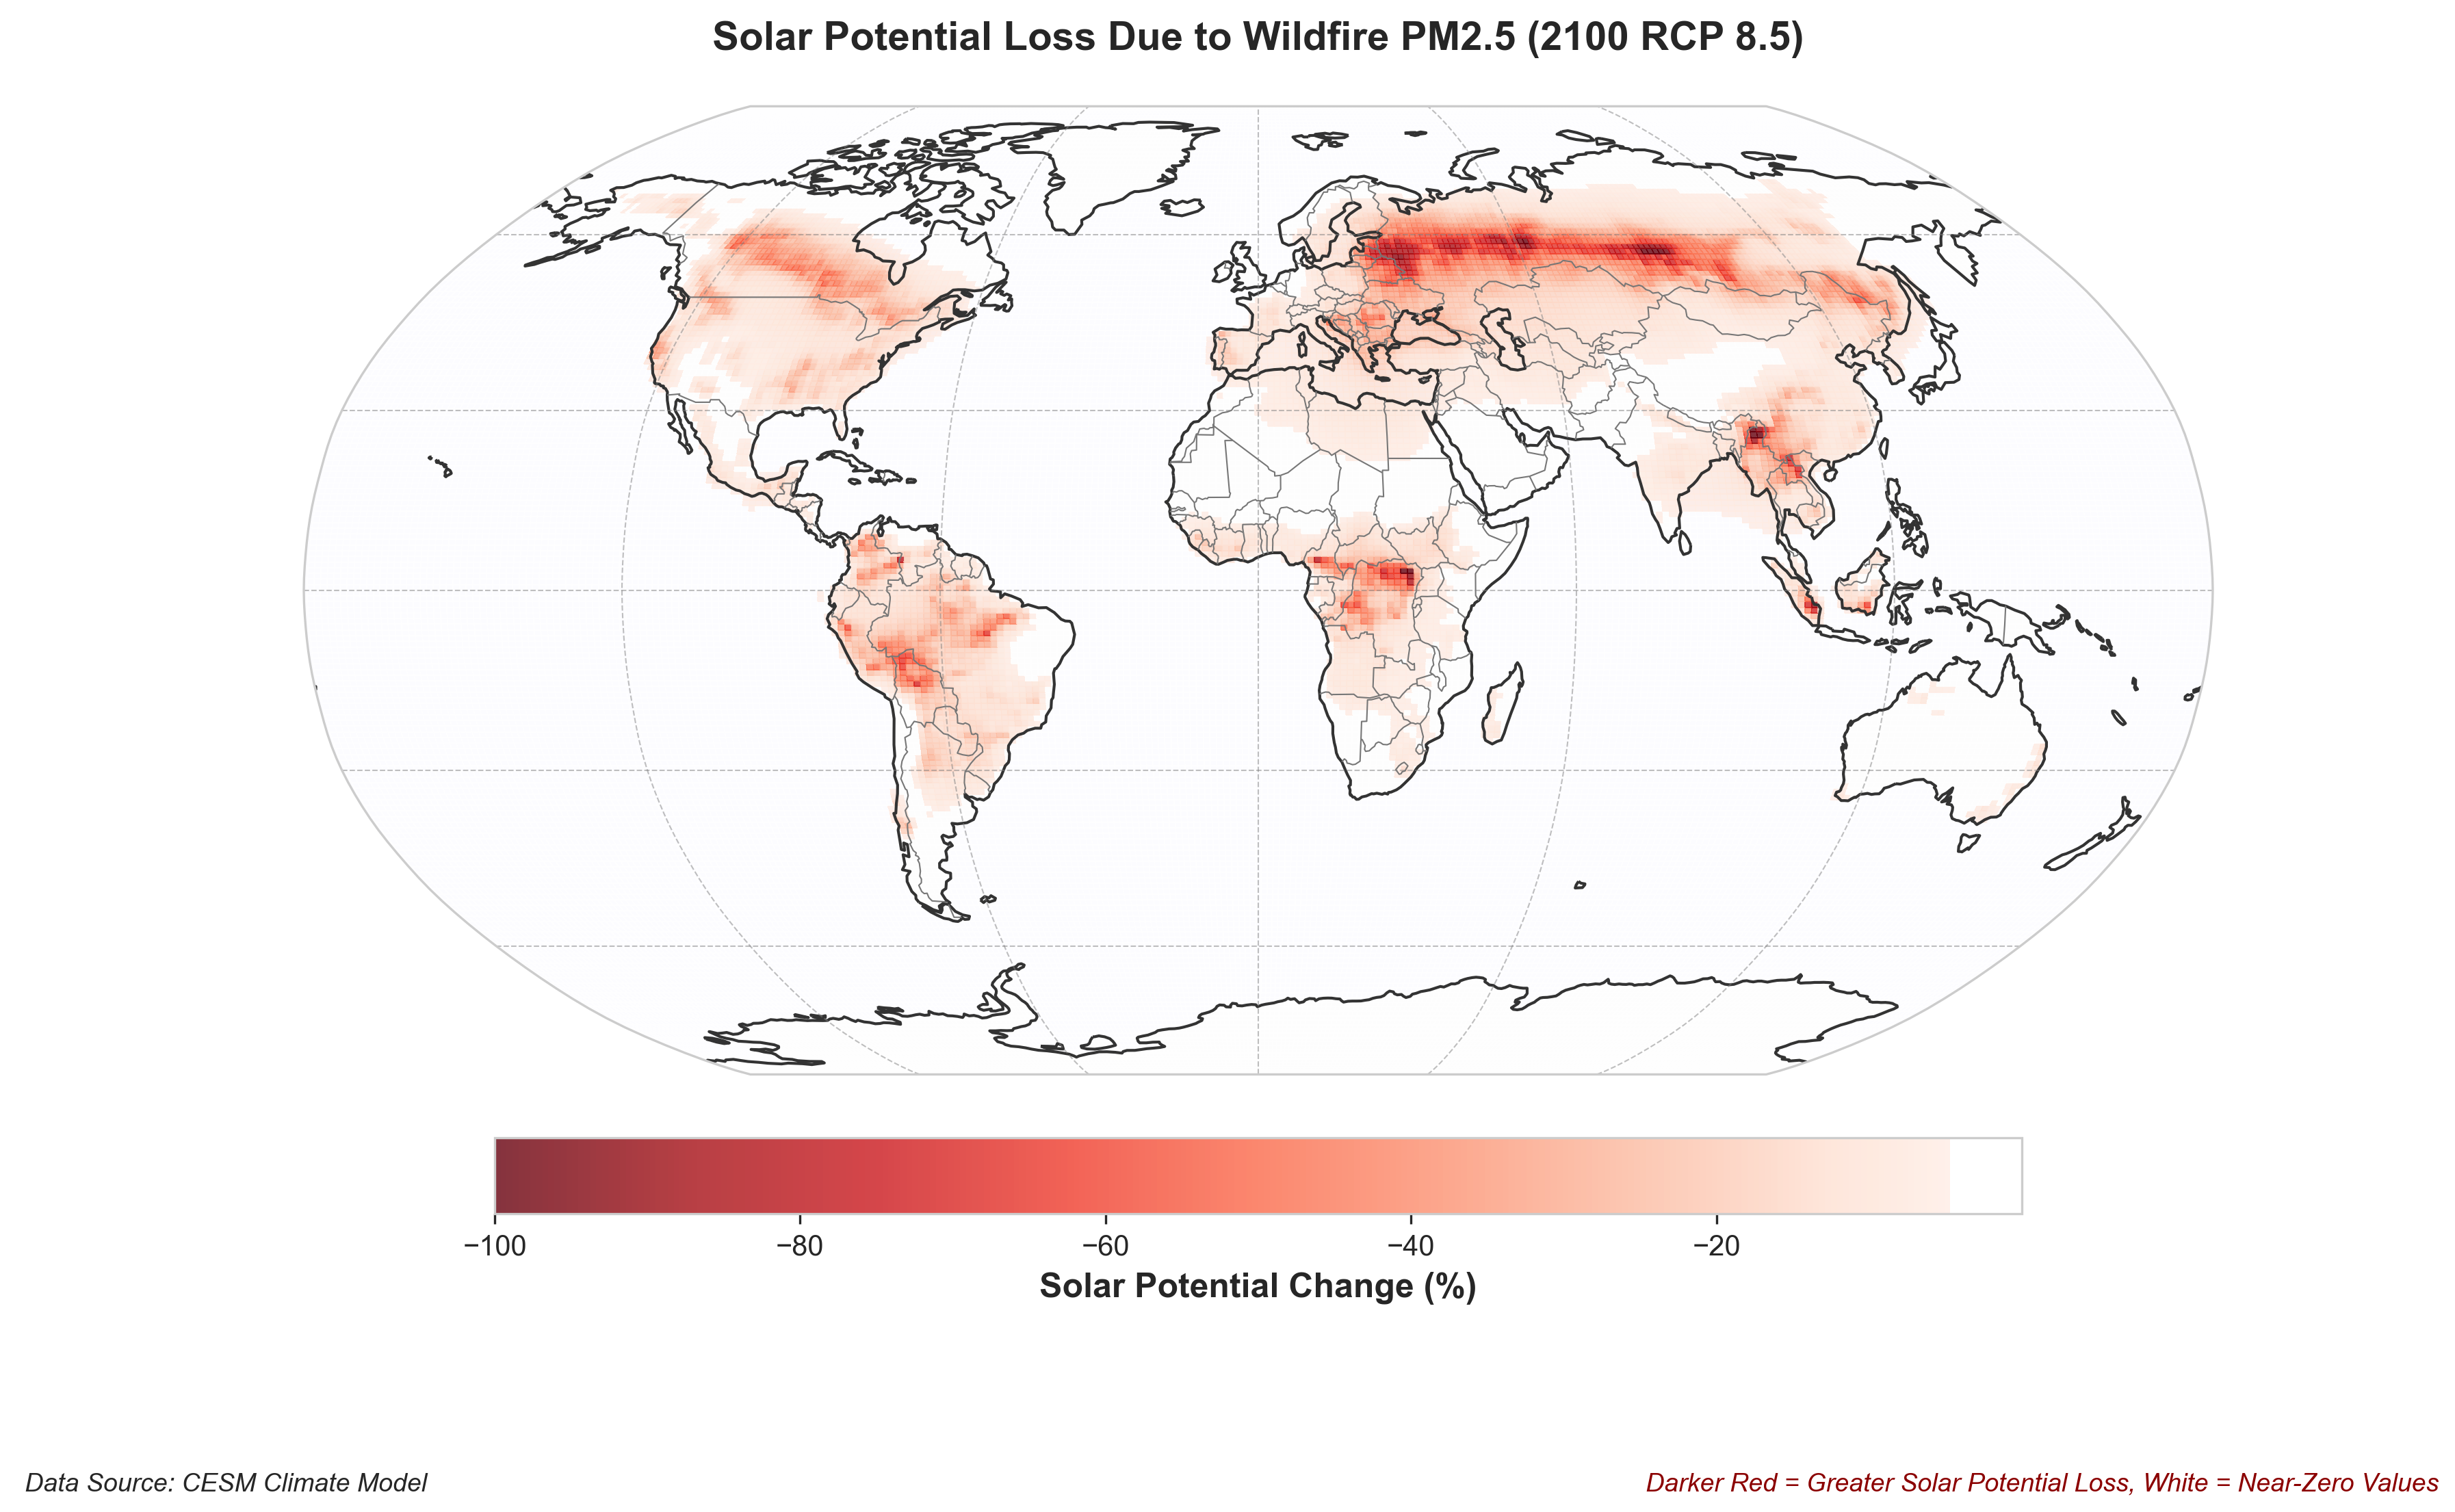 Solar Potential Loss Due to Wildfire PM2.5 (2100 RCP 8.5)
−100 −80 −60 −40 −20
Solar Potential Change (%)
Data Source: CESM Climate Model
Darker Red = Greater Solar Potential Loss, White = Near-Zero Values